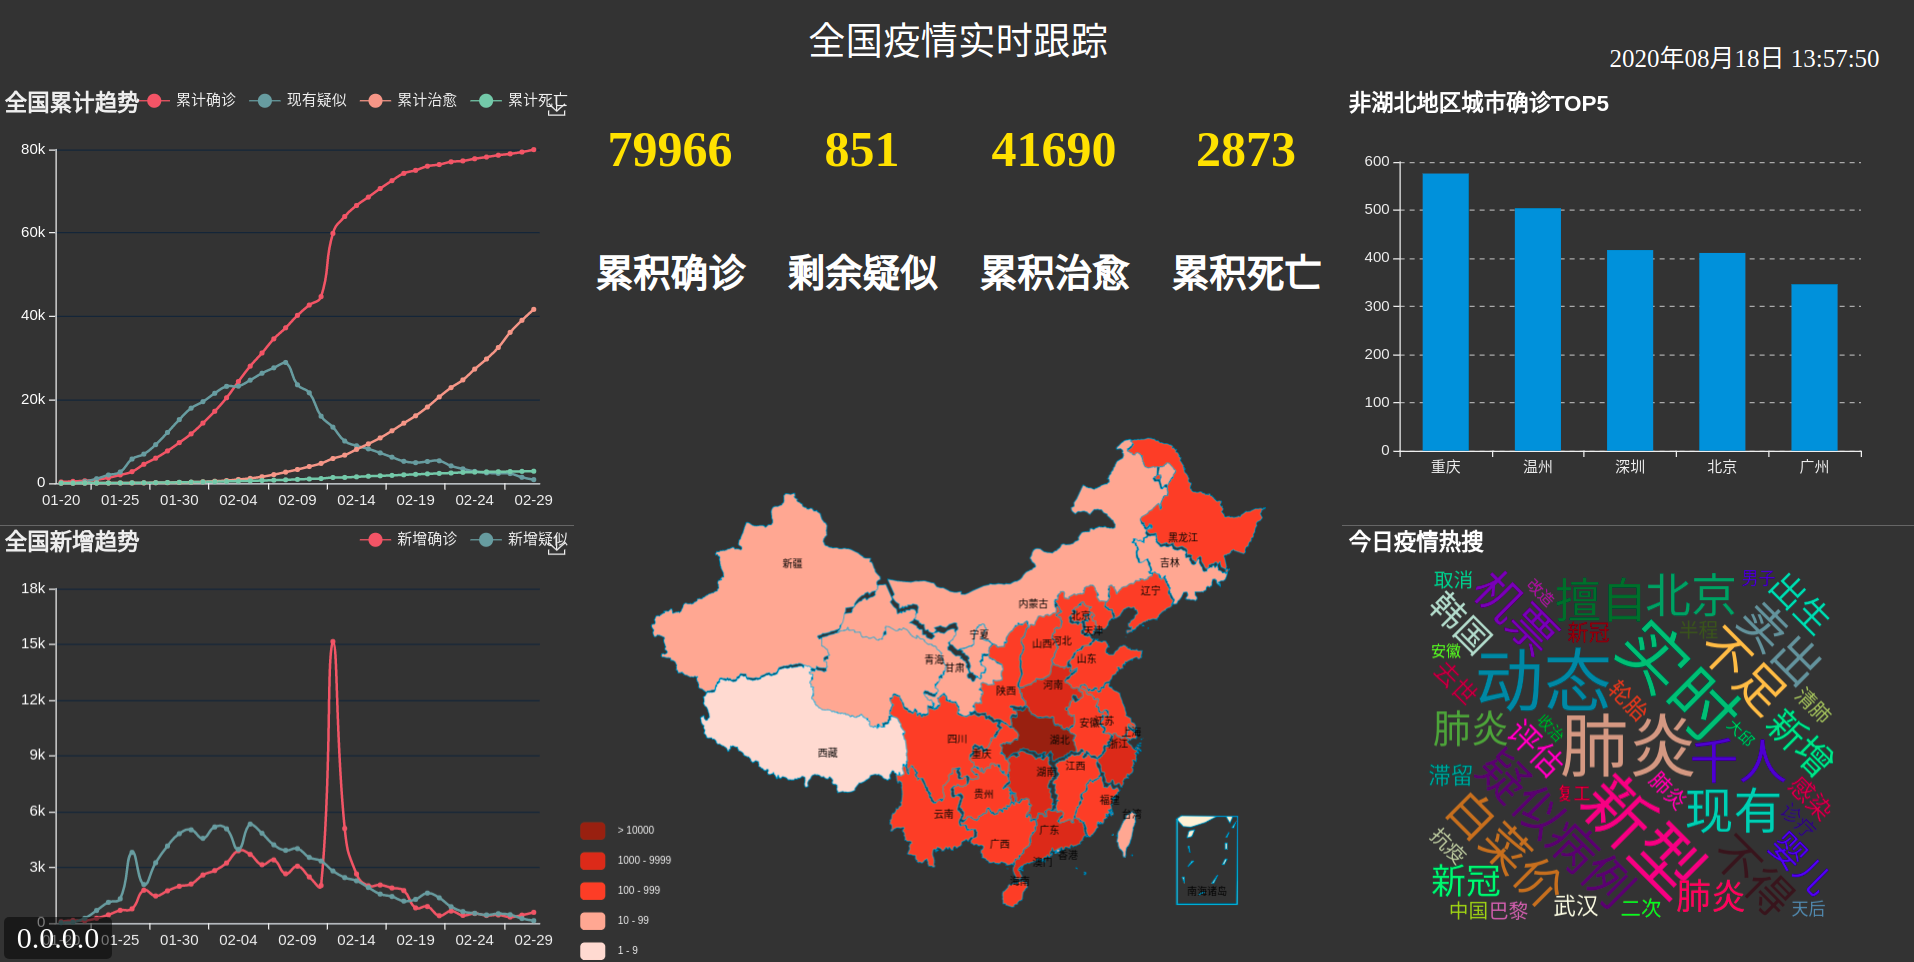 全国疫情实时跟踪
2020年08月18日 13:57:50
全国累计趋势
累计确诊 现有疑似 累计治愈 累计死亡
80k
60k
40k
20k
0
01-20 01-25 01-30 02-04 02-09 02-14 02-19 02-24 02-29
全国新增趋势
新增确诊 新增疑似
18k
15k
12k
9k
6k
3k
0
01-20 01-25 01-30 02-04 02-09 02-14 02-19 02-24 02-29
0.0.0.0
79966 851 41690 2873
累积确诊 剩余疑似 累积治愈 累积死亡
黑龙江
吉林
新疆
辽宁
内蒙古
北京
天津
宁夏
山西
河北
青海
甘肃
山东
陕西
河南
安徽
江苏
上海
四川
湖北
浙江
重庆
西藏
湖南
江西
贵州
福建
云南
台湾
广东
广西
香港
澳门
海南
南海诸岛
> 10000
1000 - 9999
100 - 999
10 - 99
1 - 9
非湖北地区城市确诊TOP5
600
500
400
300
200
100
0
重庆 温州 深圳 北京 广州
今日疫情热搜
取消
机票
改造
擅自
北京
男子
出生
韩国
新冠
半程
卖出
安徽
去世
动态
实时
不足
轮胎
清肺
肺炎
评估
收治
肺炎
大邱
新增
千人
滞留
疑似病例
复工
肺炎
感染
白菜价
新型
现有
诊疗
抗疫
不得
婴儿
新冠
肺炎
中国
巴黎
武汉
二次
天后